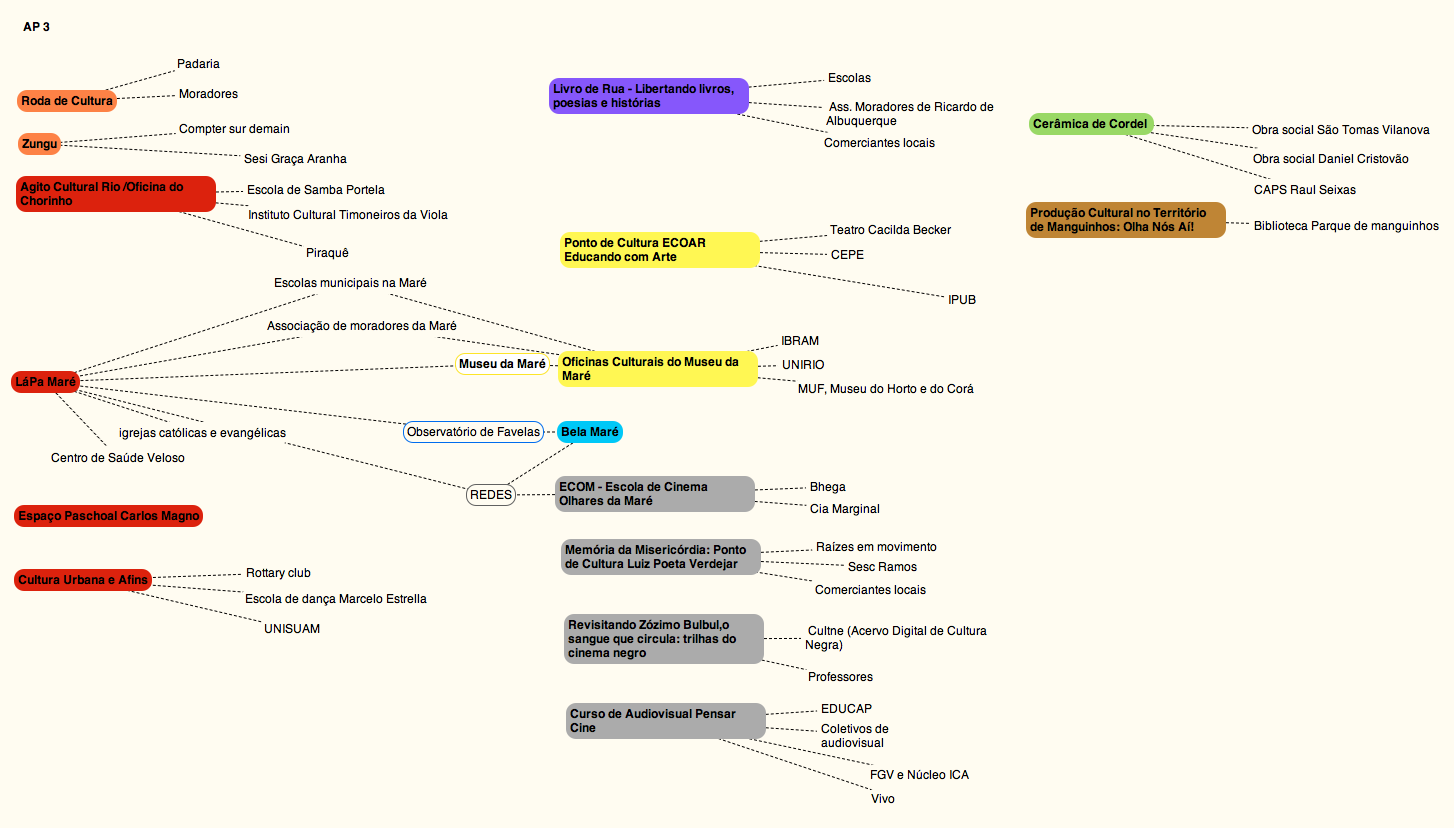 AP 3
Roda de Cultura
Padaria
Moradores
Zungu
Compter sur demain
Sesi Graça Aranha
Agito Cultural Rio /Oficina do
Chorinho
Escola de Samba Portela
Instituto Cultural Timoneiros da Viola
Piraquê
Escolas municipais na Maré
Associação de moradores da Maré
LáPa Maré
igrejas catílicas e evangélicas
Centro de Saúde Veloso
Espaço Paschoal Carlos Magno
Cultura Urbana e Afins
Rottary club
Escola de dança Marcelo Estrella
UNISUAM
Livro de Rua - Libertando livros,
poesias e histórias
Escolas
Ass. Moradores de Ricardo de
Albuquerque
Comerciantes locais
Ponto de Cultura ECOAR
Educando com Arte
Teatro Cacilda Becker
CEPE
IPUB
Museu da Maré
Oficinas Culturais do Museu da
Maré
IBRAM
UNIRIO
MUF, Museu do Horto e do Corá
Observatório de Favelas
Bela Maré
REDES
ECOM - Escola de Cinema
Olhares da Maré
Bhega
Cia Marginal
Memória da Misericórdia: Ponto
de Cultura Luiz Poeta Verdejar
Raízes em movimento
Sesc Ramos
Comerciantes locais
Revisitando Zózimo Bulbul,o
sangue que circula: trilhas do
cinema negro
Cultne (Acervo Digital de Cultura
Negra)
Professores
Curso de Audiovisual Pensar
Cine
EDUCAP
Coletivos de
audiovisual
FGV e Núcleo ICA
Vivo
Cerâmica de Cordel
Obra social São Tomas Vilanova
Obra social Daniel Cristovão
CAPS Raul Seixas
Produção Cultural no Território
de Manguinhos: Olha Nós Aí!
Biblioteca Parque de manguinhos